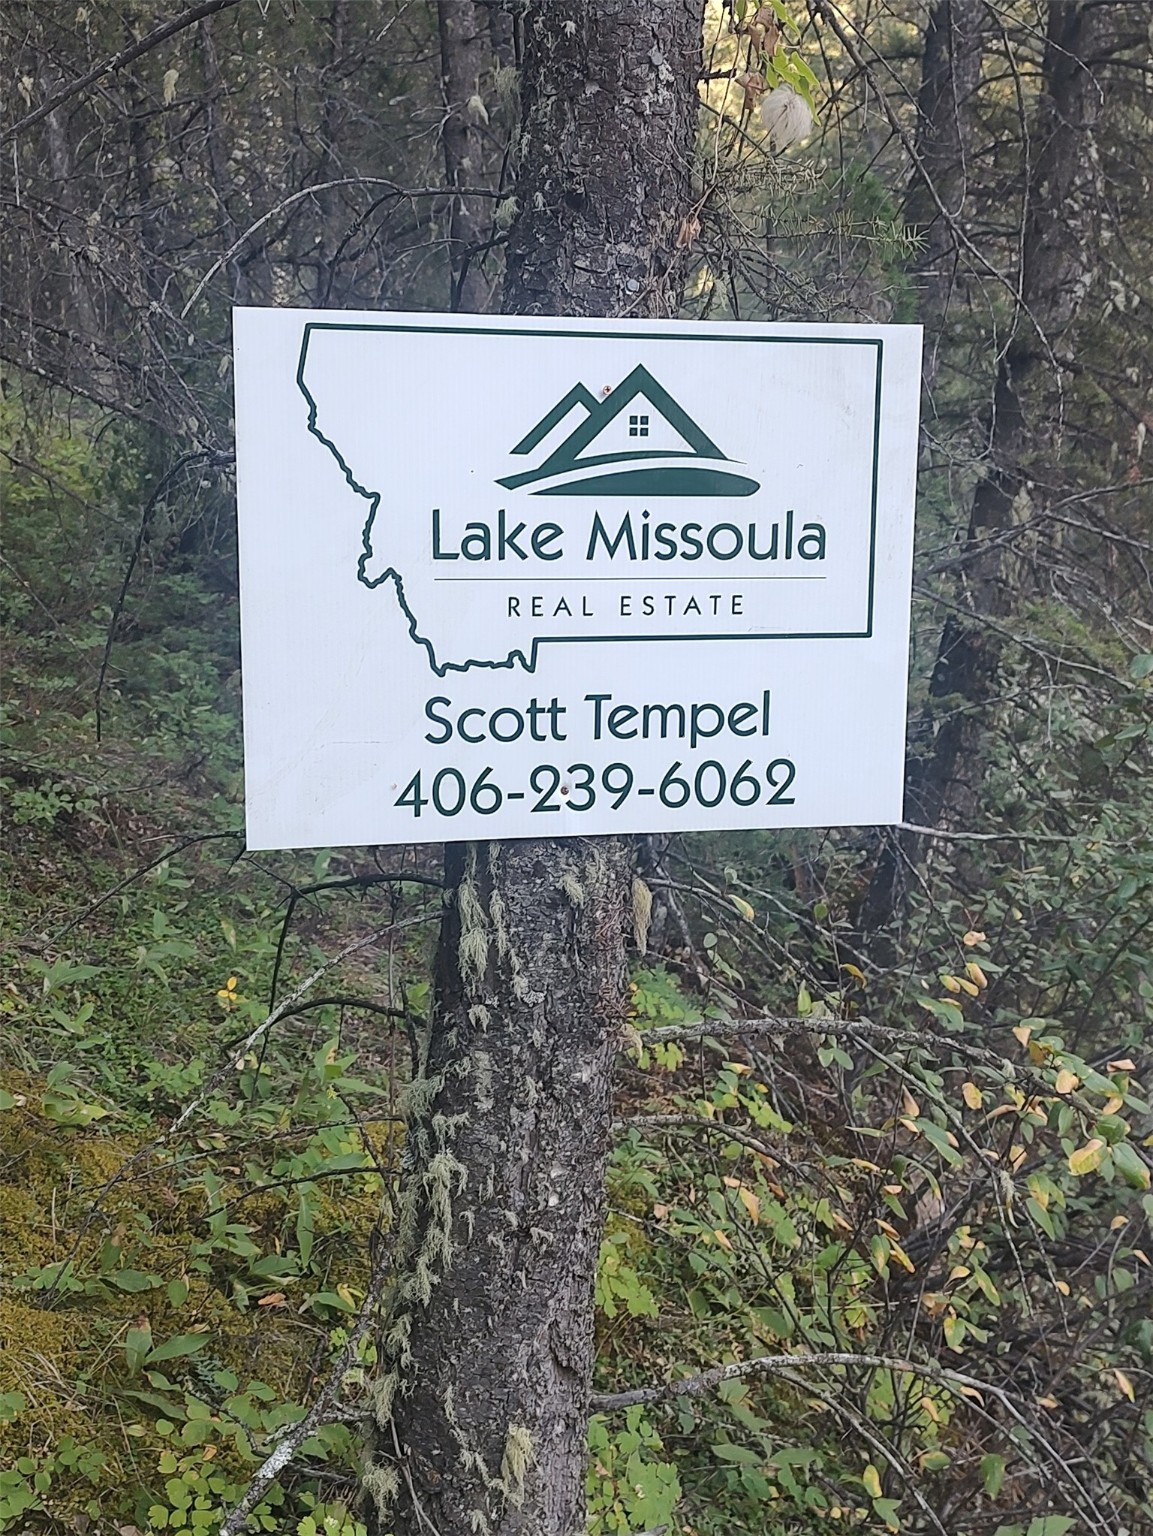 Lake Missoula
REAL ESTATE
Scott Tempel
406-239-6062